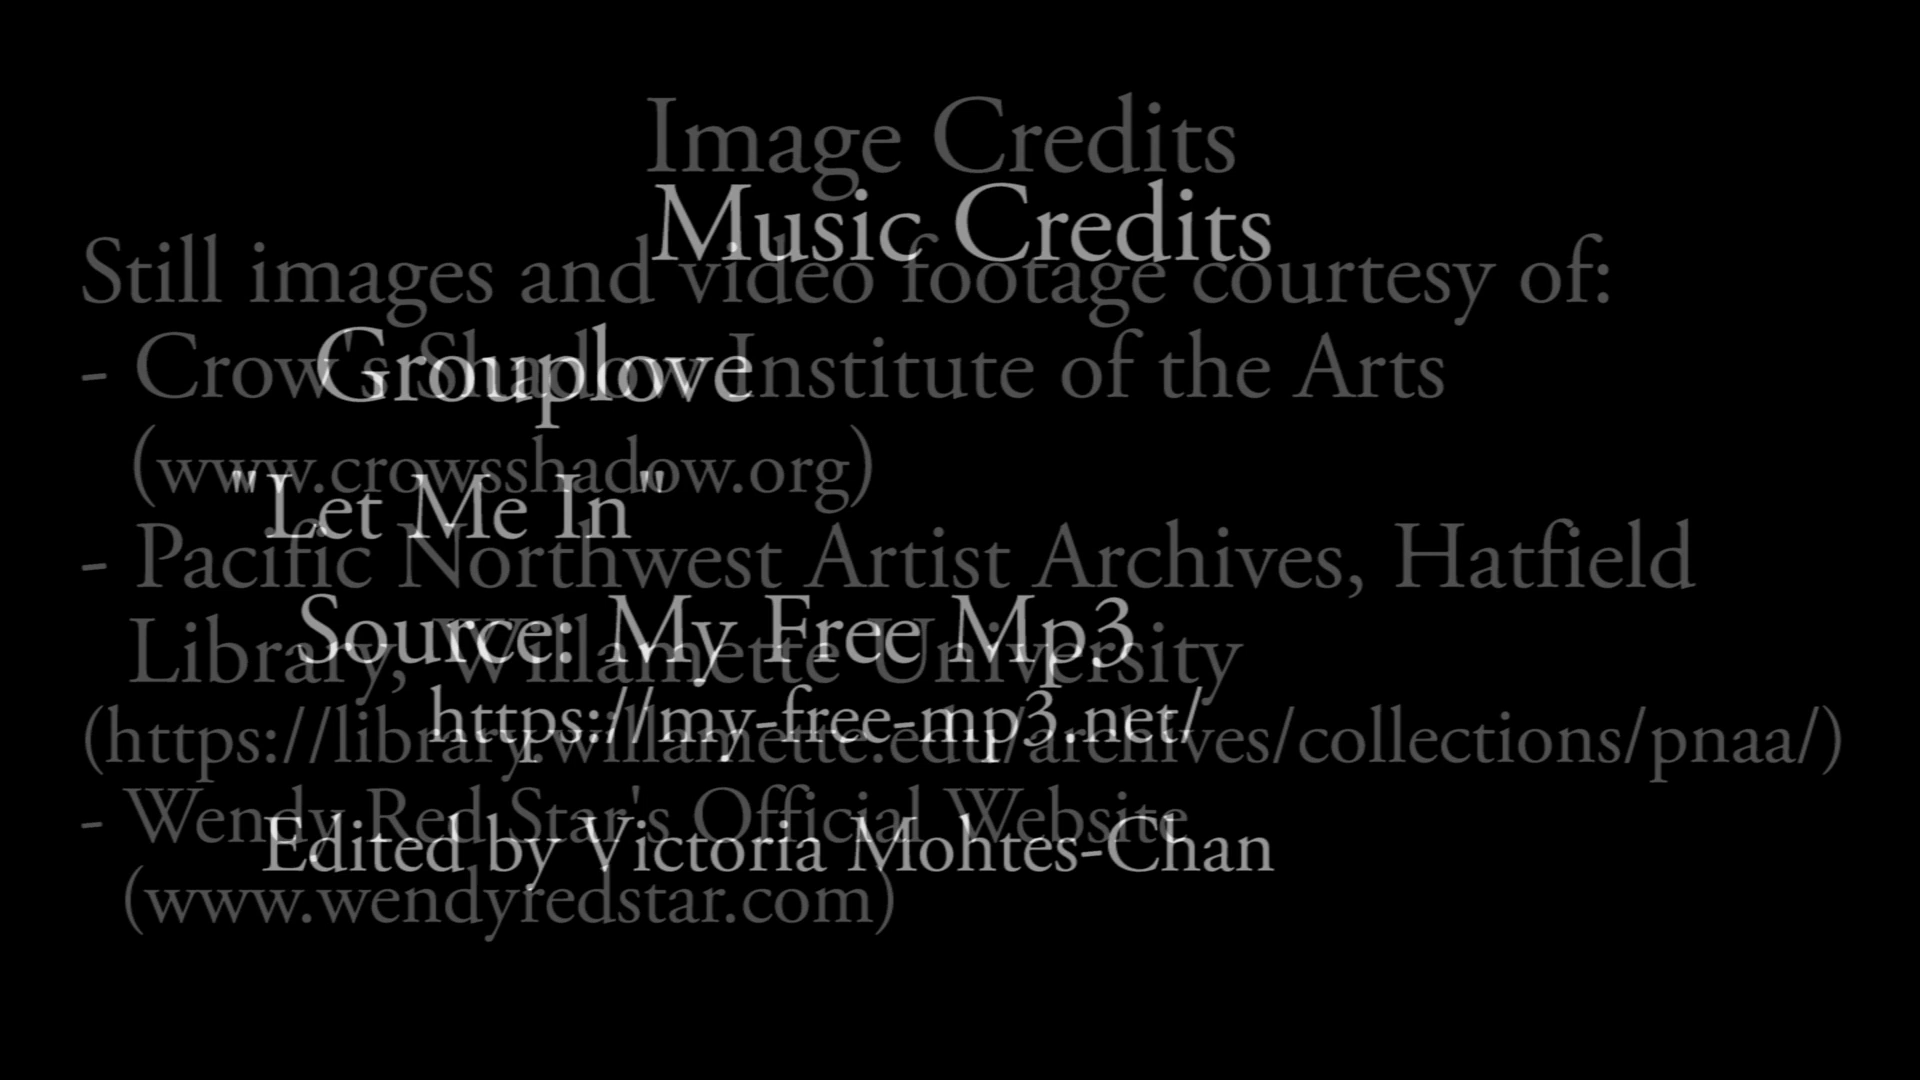 Image Credits
Still images and video footage courtesy of:
- Crow's Shadow Institute of the Arts
(www.crowsshadow.org)
- Pacific Northwest Artist Archives, Hatfield
Library, Willamette University
(https://library.willamette.edu/archives/collections/pnaa/)
- Wendy Red Star's Official Website
(www.wendyredstar.com)
Music Credits
Grouplove
"Let Me In"
Source: My Free Mp3
https://my-free-mp3.net/
Edited by Victoria Mohtes-Chan